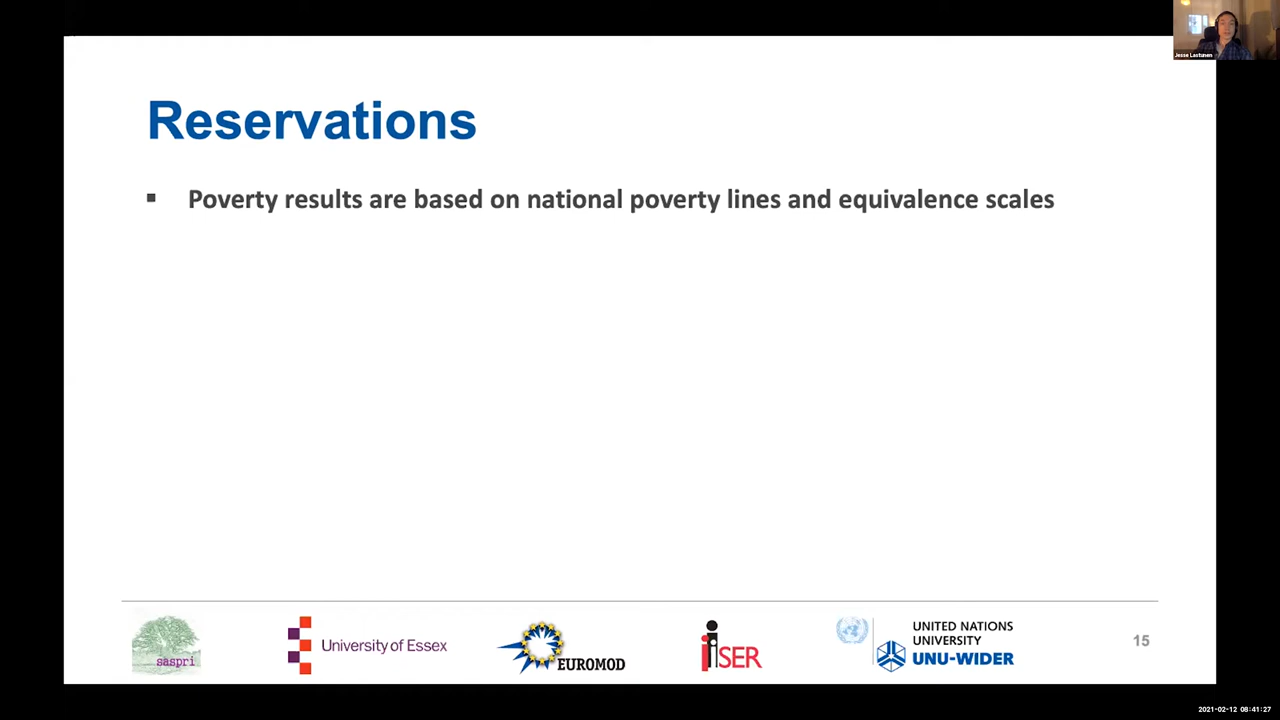 Jesse Lastunen
Reservations
▪ Poverty results are based on national poverty lines and equivalence scales
saspri
University of Essex
EUROMOD
iSER
UNITED NATIONS
UNIVERSITY
UNU-WIDER
15
2021-02-12 08:41:27